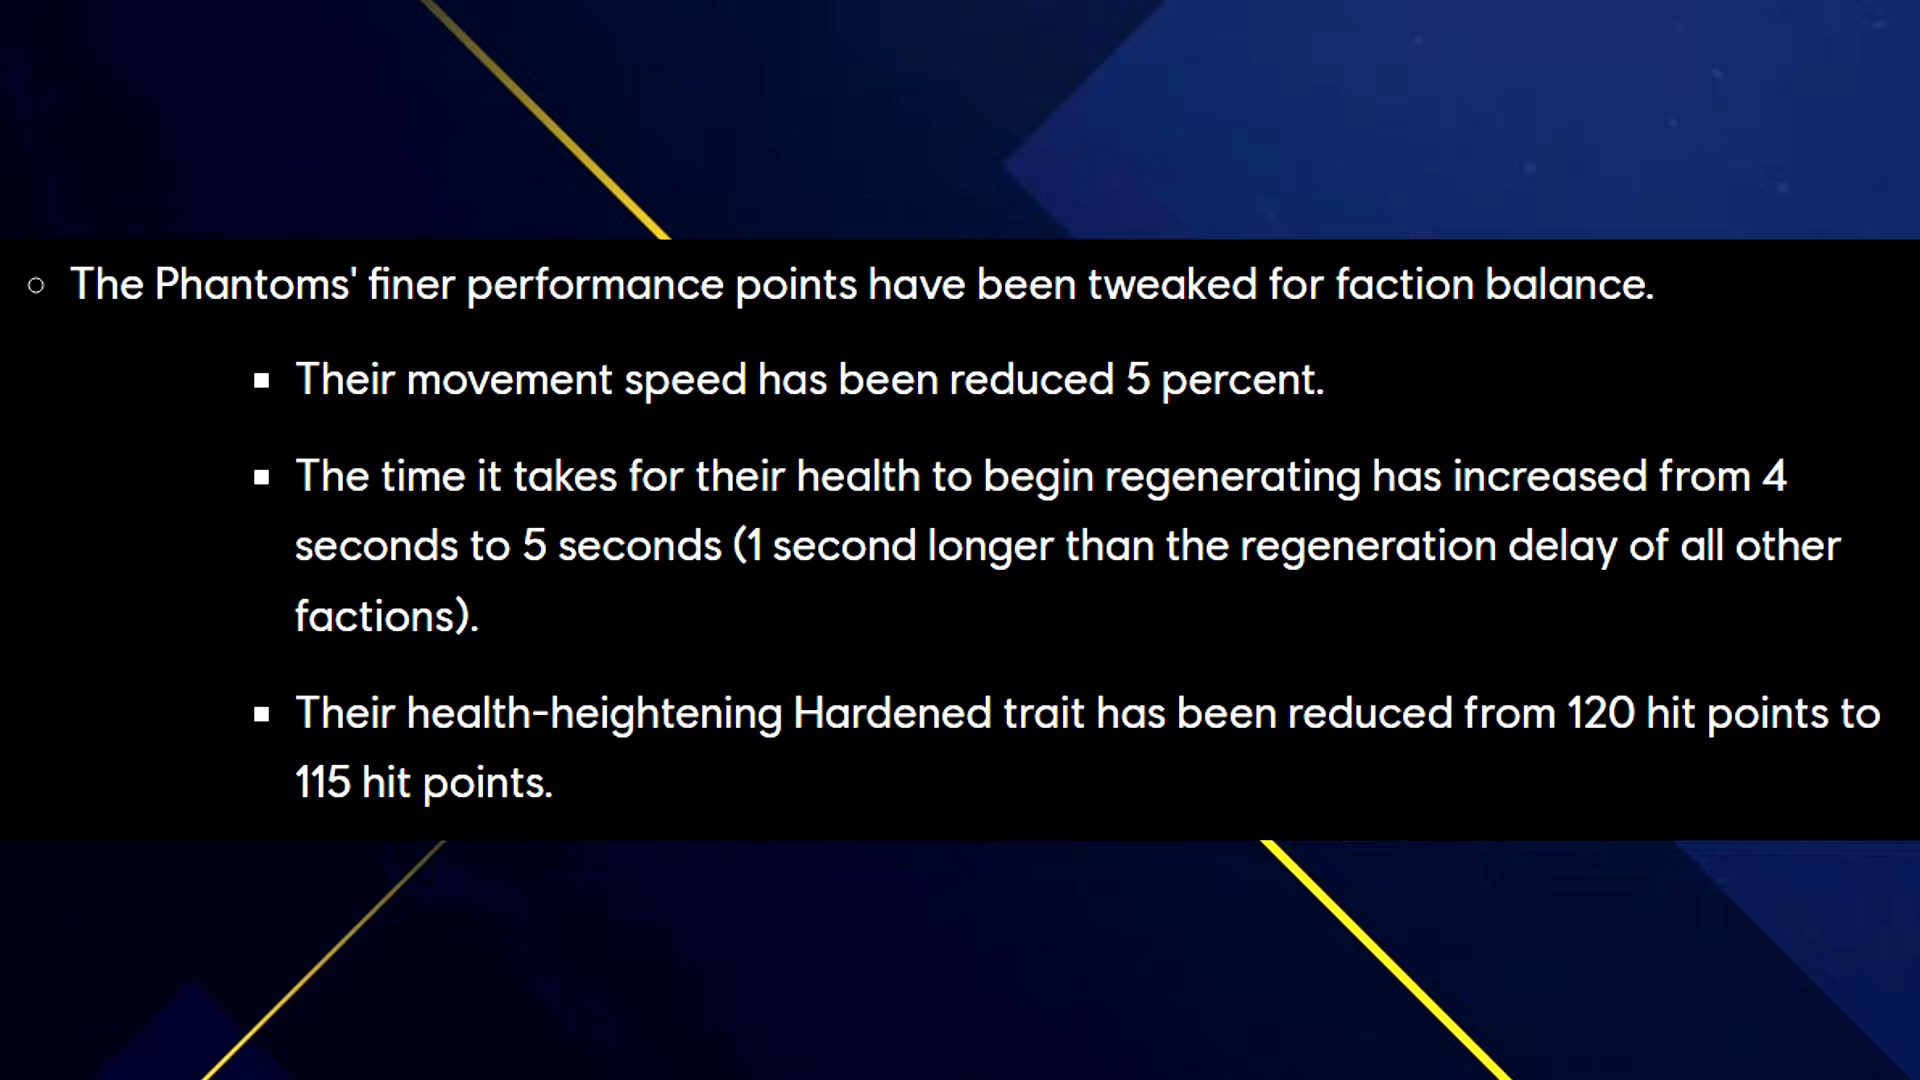 The Phantoms' finer performance points have been tweaked for faction balance.
Their movement speed has been reduced 5 percent.
The time it takes for their health to begin regenerating has increased from 4
seconds to 5 seconds (1 second longer than the regeneration delay of all other
factions).
Their health-heightening Hardened trait has been reduced from 120 hit points to
115 hit points.